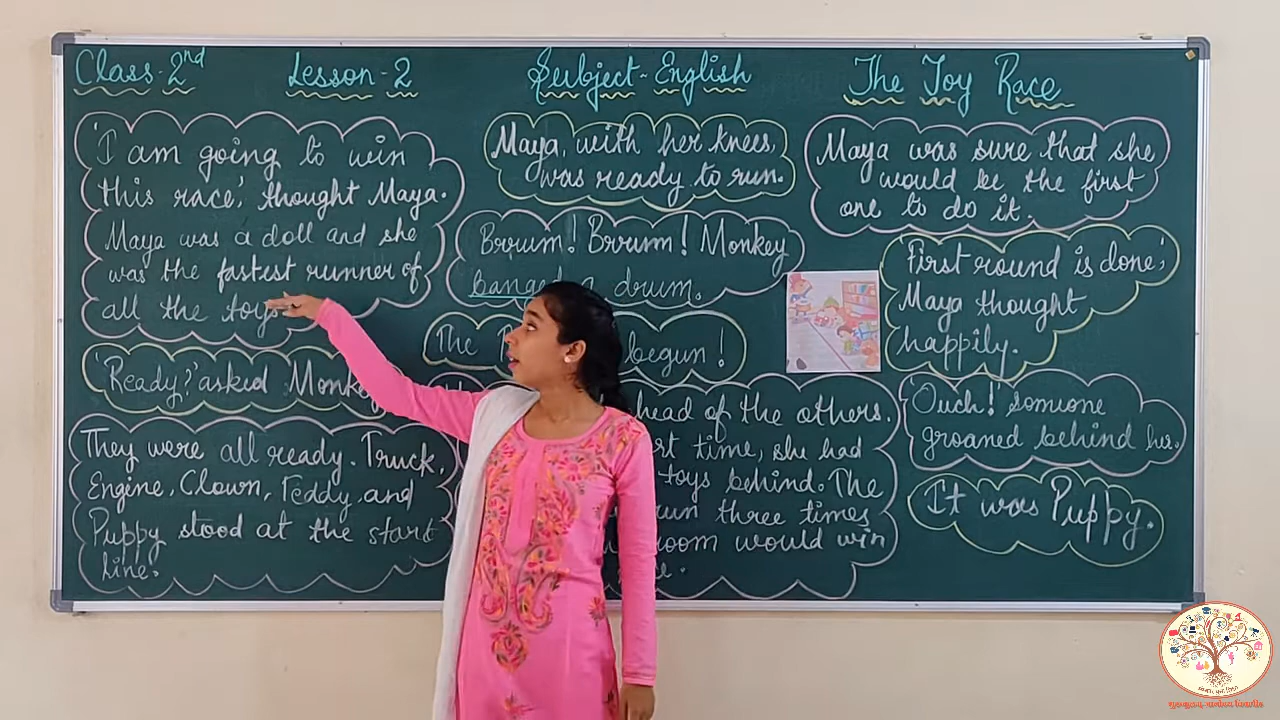 Class-2nd
Lesson-2
Subject-English
The Toy Race
'I am going to win
this race,' thought Maya.
Maya was a doll and she
was the fastest runner of
all the toys
'Ready?' asked Monkey
They were all ready. Truck,
Engine, Clown, Teddy, and
Puppy stood at the start
line.
Maya, with her knees,
was ready to run.
Brrum! Brrum! Monkey
drum.
The begun!
head of the others.
time, she had
toys behind. The
run three times
room would win
Maya was sure that she
would be the first
one to do it.
'First round is done,'
Maya thought
happily.
'Ouch! someone
groaned behind her.
It was Puppy.